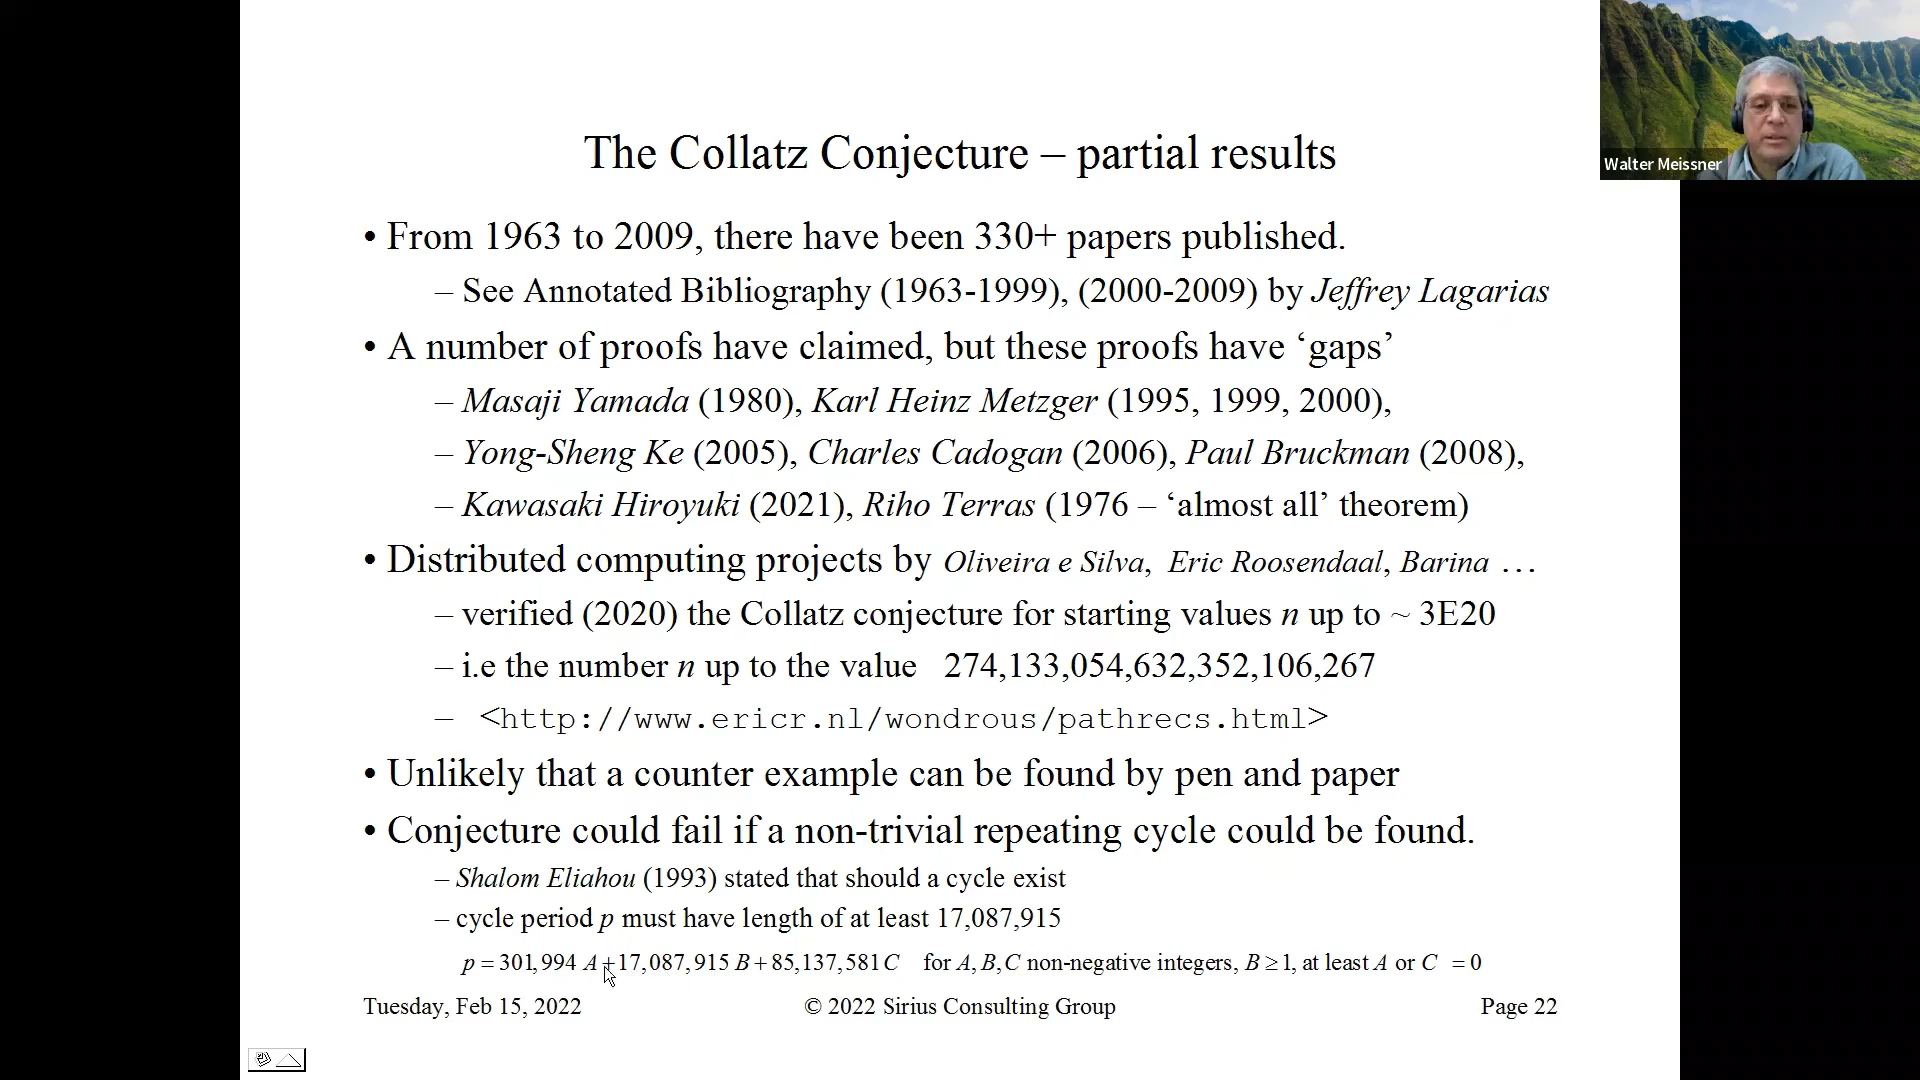 The Collatz Conjecture – partial results
Walter Meissner
• From 1963 to 2009, there have been 330+ papers published.
– See Annotated Bibliography (1963-1999), (2000-2009) by Jeffrey Lagarias
• A number of proofs have claimed, but these proofs have ‘gaps’
– Masaji Yamada (1980), Karl Heinz Metzger (1995, 1999, 2000),
– Yong-Sheng Ke (2005), Charles Cadogan (2006), Paul Bruckman (2008),
– Kawasaki Hiroyuki (2021), Riho Terras (1976 – ‘almost all’ theorem)
• Distributed computing projects by Oliveira e Silva, Eric Roosendaal, Barina …
– verified (2020) the Collatz conjecture for starting values n up to ~ 3E20
– i.e the number n up to the value 274,133,054,632,352,106,267
– <http://www.ericr.nl/wondrous/pathrecs.html>
• Unlikely that a counter example can be found by pen and paper
• Conjecture could fail if a non-trivial repeating cycle could be found.
– Shalom Eliahou (1993) stated that should a cycle exist
– cycle period p must have length of at least 17,087,915
p = 301,994 A + 17,087,915 B + 85,137,581 C for A, B, C non-negative integers, B ≥ 1, at least A or C = 0
Tuesday, Feb 15, 2022 © 2022 Sirius Consulting Group Page 22